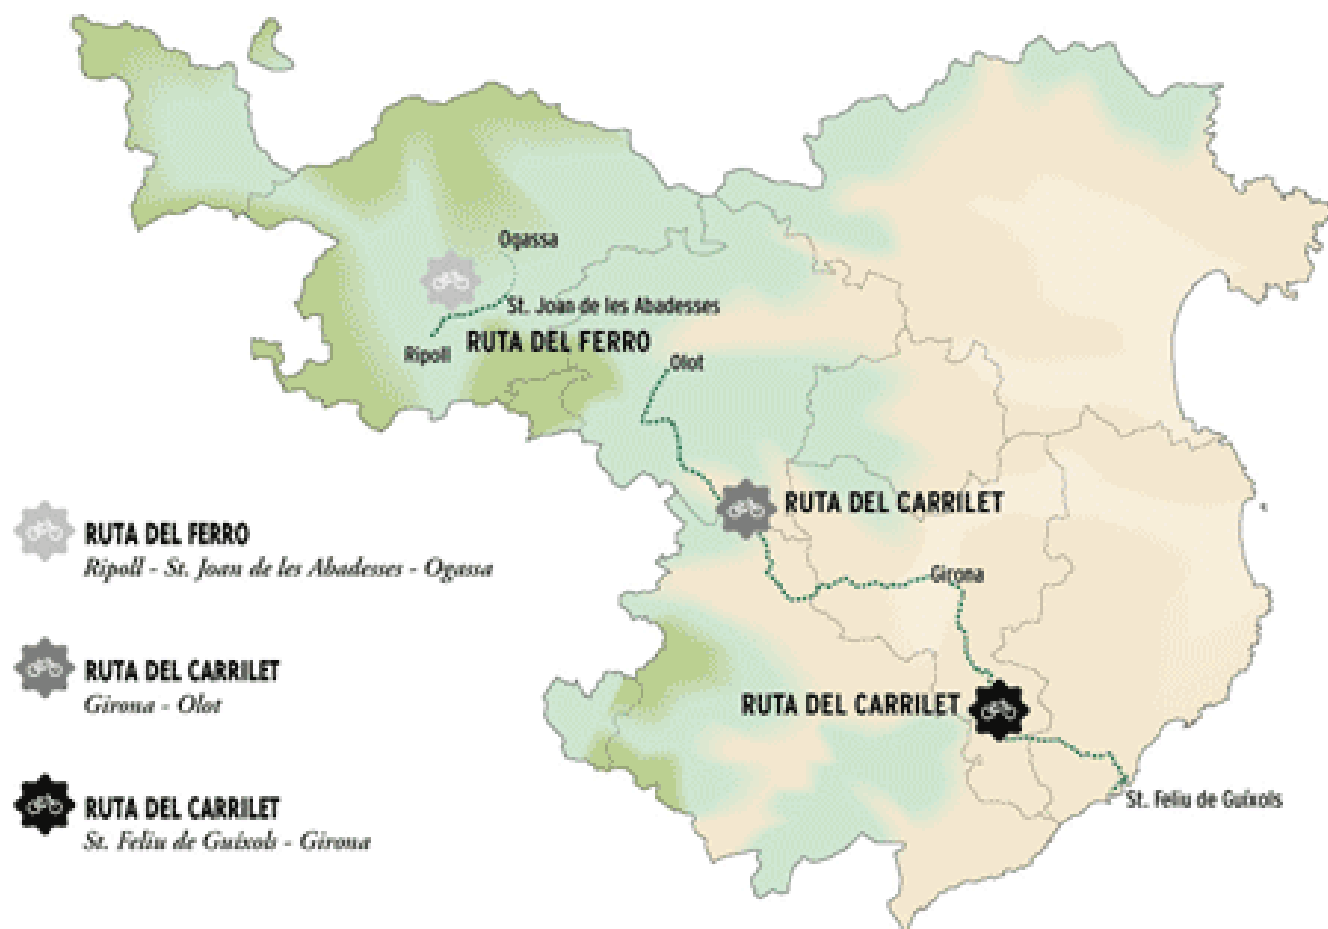 Ogassa
St. Joan de les Abadesses
Ripoll
RUTA DEL FERRO
Olot
RUTA DEL CARRILET
Girona
RUTA DEL CARRILET
St. Feliu de Guíxols
RUTA DEL FERRO
Ripoll - St. Joan de les Abadesses - Ogassa
RUTA DEL CARRILET
Girona - Olot
RUTA DEL CARRILET
St. Feliu de Guíxols - Girona